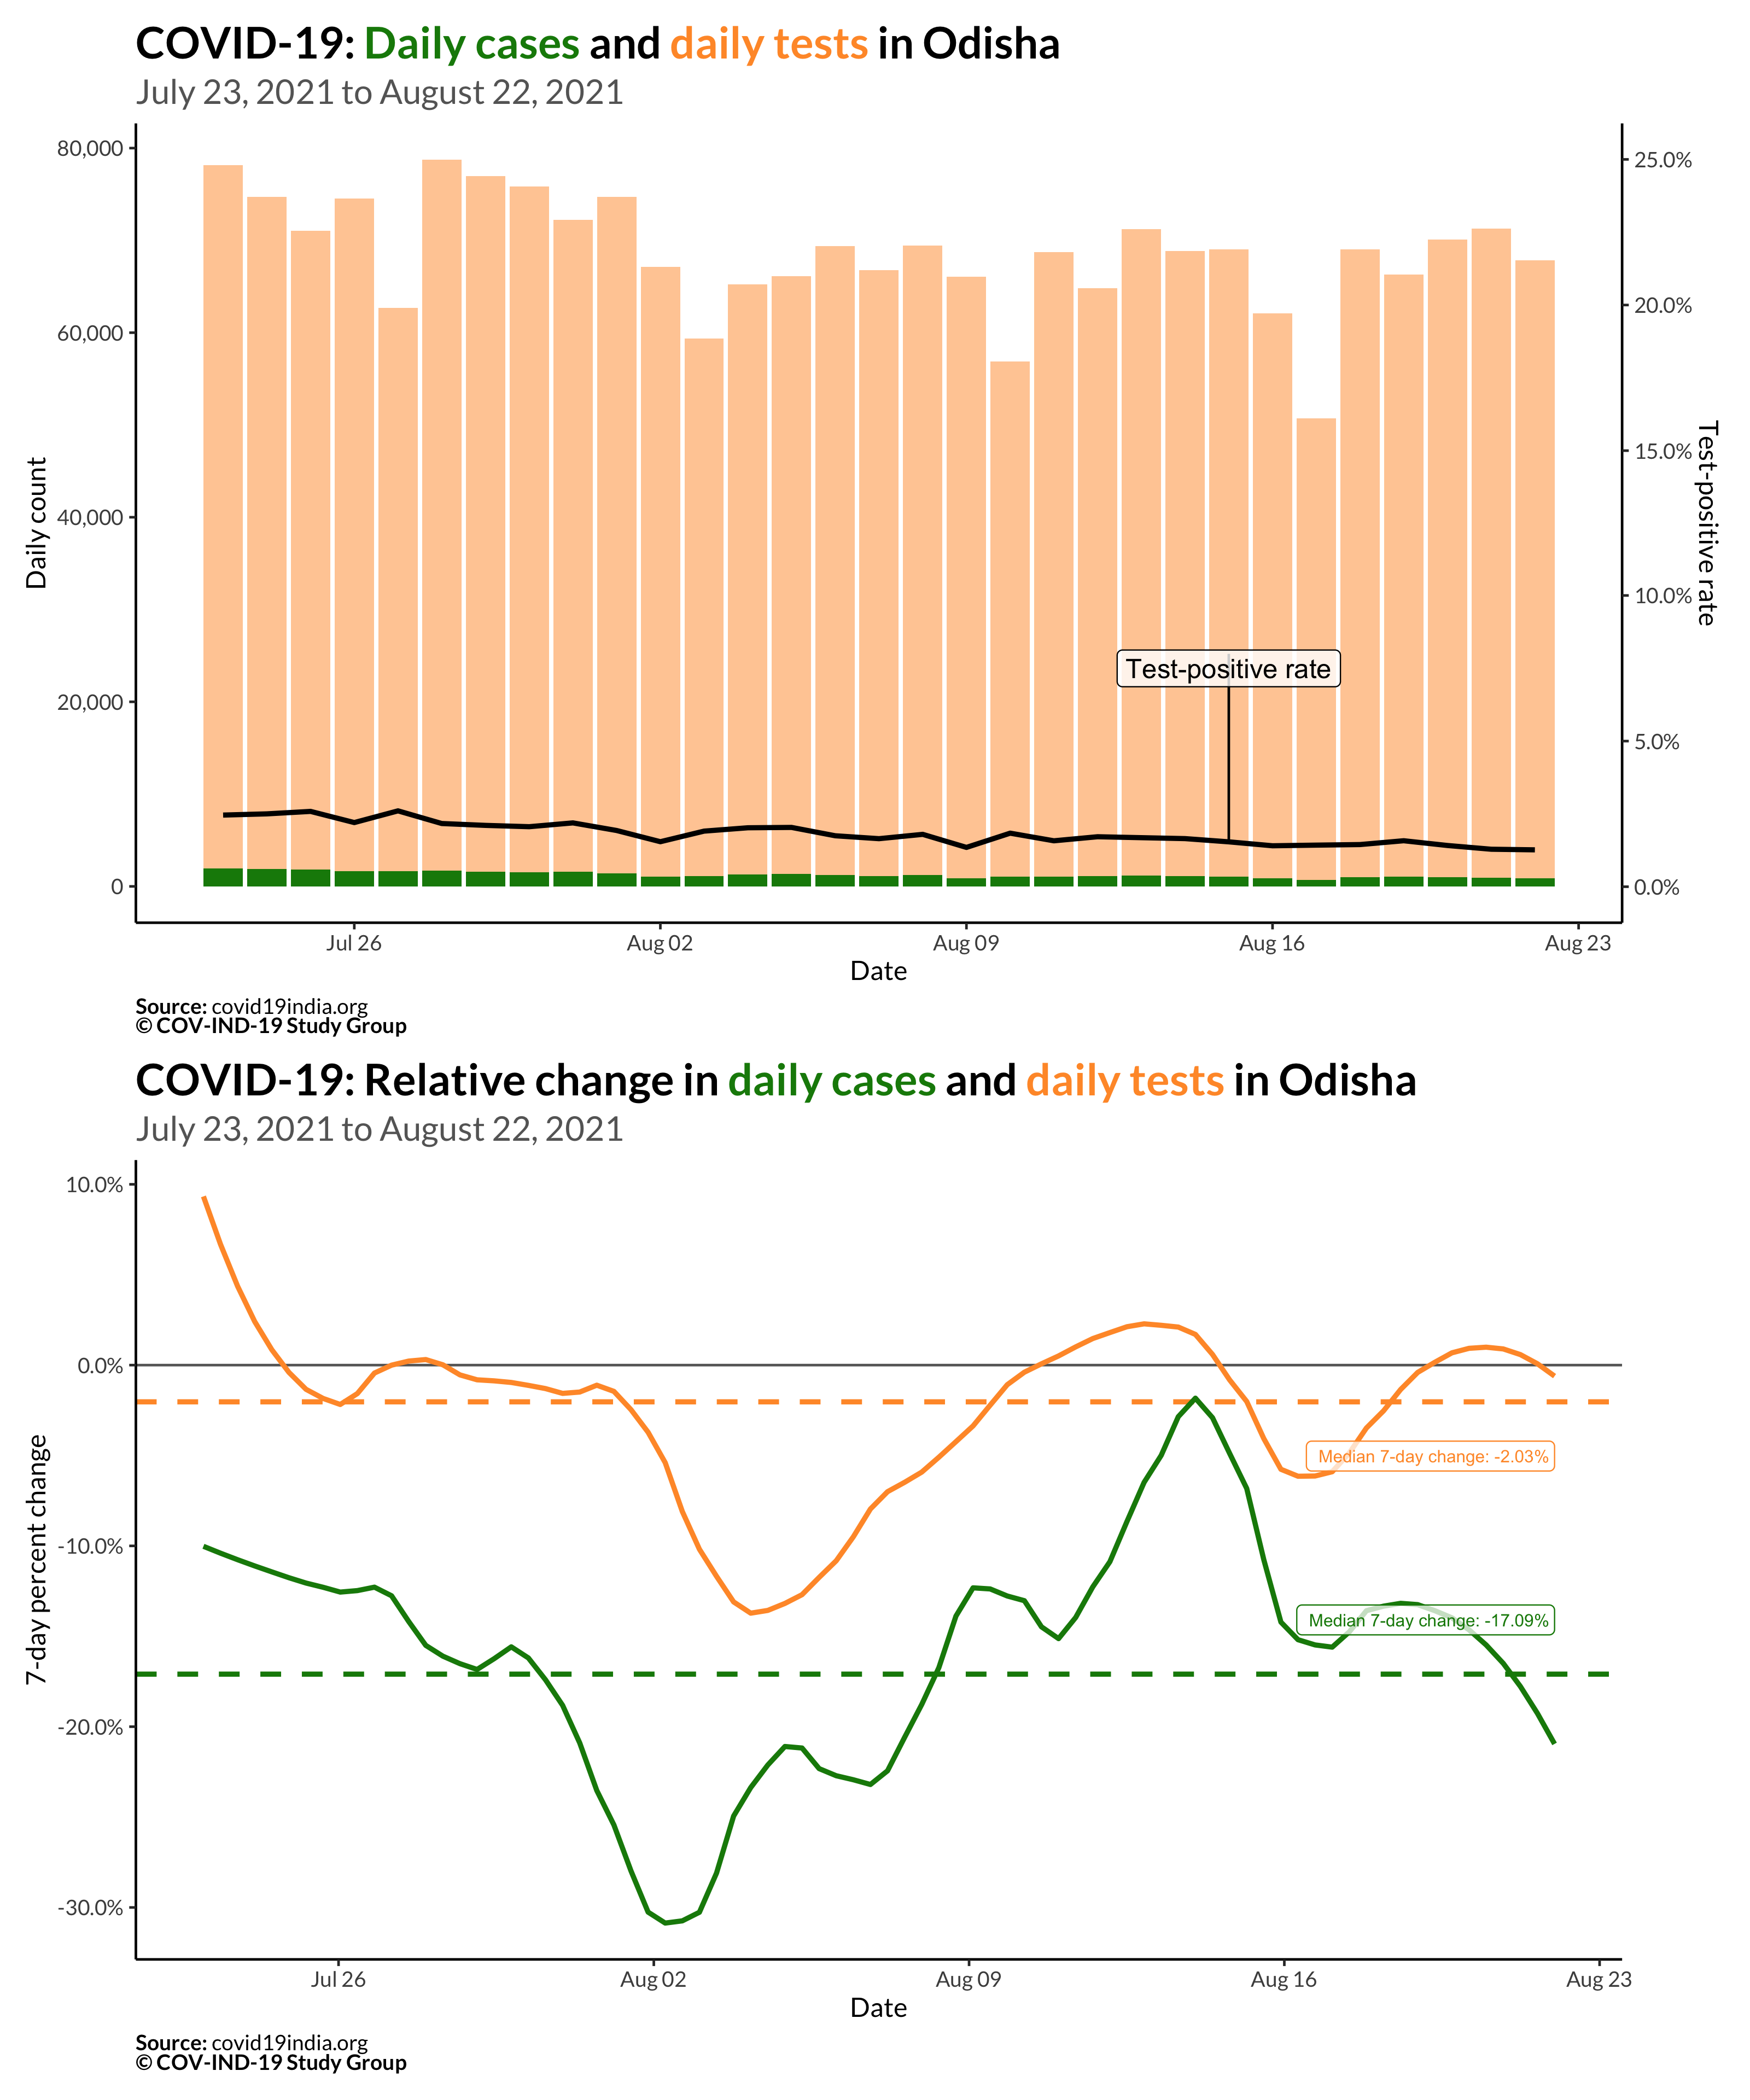 COVID-19: Daily cases and daily tests in Odisha
July 23, 2021 to August 22, 2021
80,000
60,000
40,000
20,000
0
Daily count
25.0%
20.0%
15.0%
10.0%
5.0%
0.0%
Test-positive rate
Test-positive rate
Jul 26
Aug 02
Aug 09
Aug 16
Aug 23
Date
Source: covid19india.org
© COV-IND-19 Study Group
COVID-19: Relative change in daily cases and daily tests in Odisha
July 23, 2021 to August 22, 2021
10.0%
0.0%
-10.0%
-20.0%
-30.0%
7-day percent change
Median 7-day change: -2.03%
Median 7-day change: -17.09%
Jul 26
Aug 02
Aug 09
Aug 16
Aug 23
Date
Source: covid19india.org
© COV-IND-19 Study Group